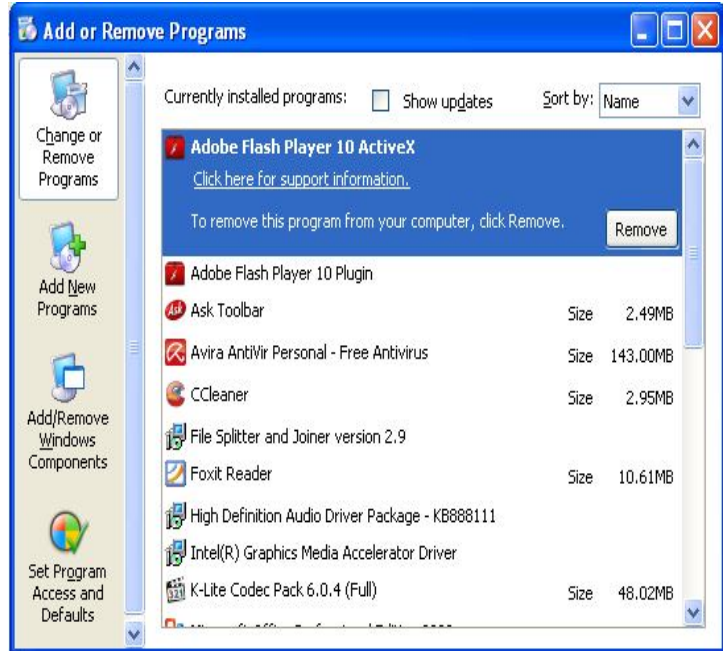 Add or Remove Programs
Change or
Remove
Programs
Add New
Programs
Add/Remove
Windows
Components
Set Program
Access and
Defaults
Currently installed programs: Show updates Sort by: Name
Adobe Flash Player 10 ActiveX
Click here for support information.
To remove this program from your computer, click Remove. Remove
Adobe Flash Player 10 Plugin
Ask Toolbar Size 2.49MB
Avira AntiVir Personal - Free Antivirus Size 143.00MB
CCleaner Size 2.95MB
File Splitter and Joiner version 2.9
Foxit Reader Size 10.61MB
High Definition Audio Driver Package - KB888111
Intel(R) Graphics Media Accelerator Driver
K-Lite Codec Pack 6.0.4 (Full) Size 48.02MB